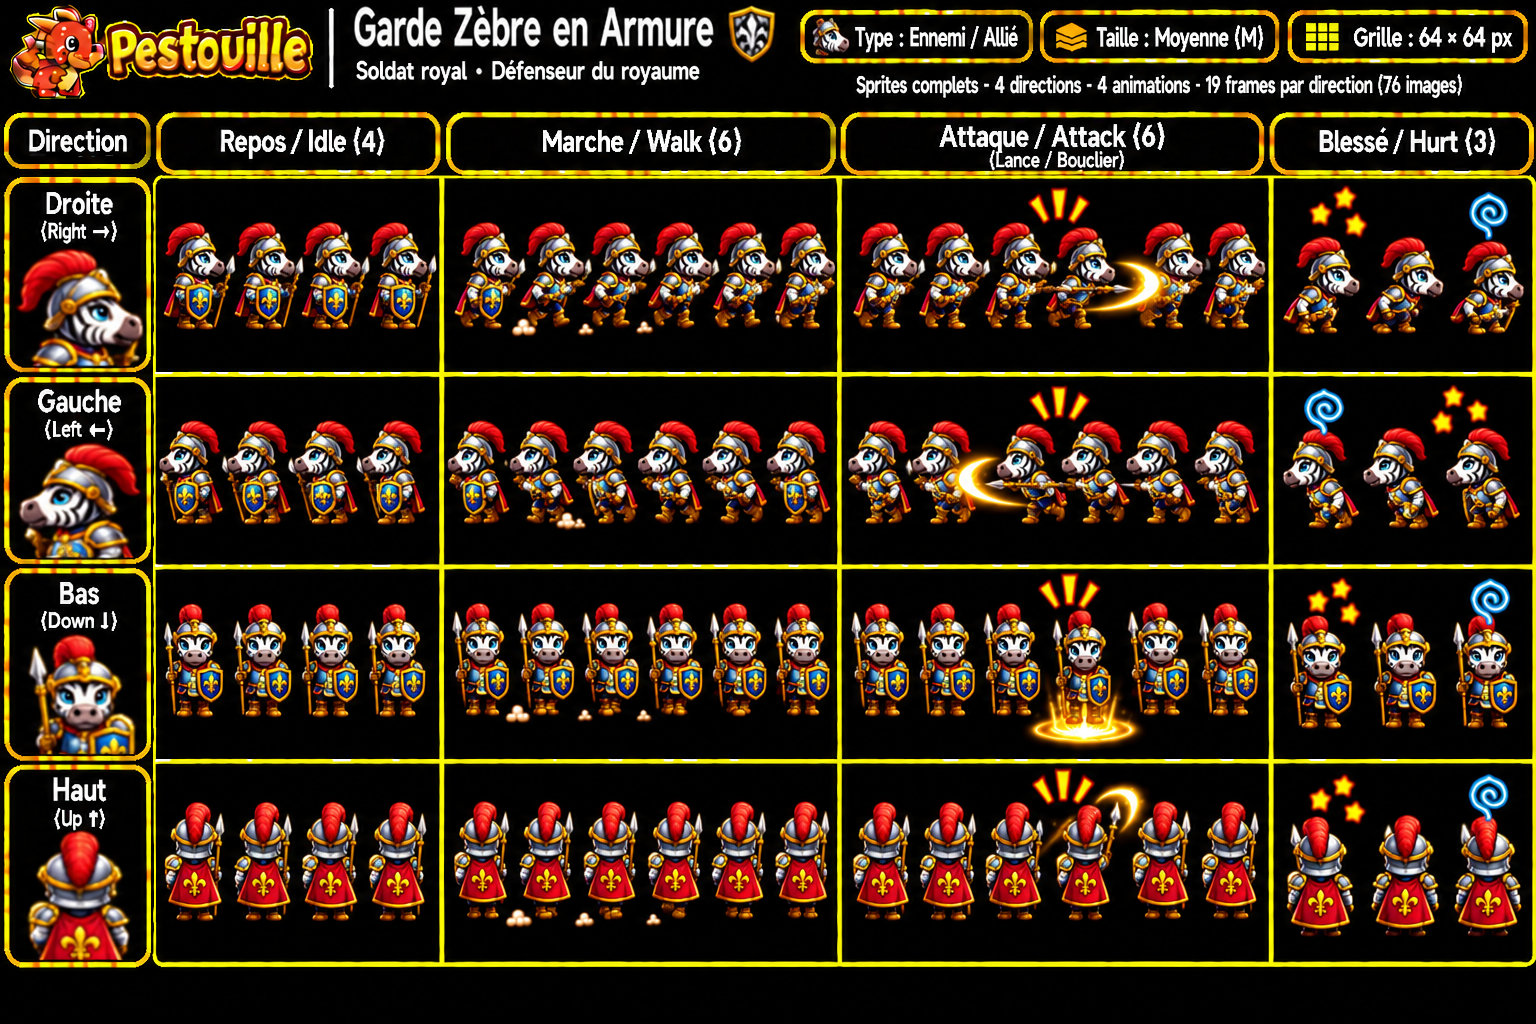 Pestouille
Garde Zèbre en Armure
Soldat royal • Défenseur du royaume
Type : Ennemi / Allié
Taille : Moyenne (M)
Grille : 64 × 64 px
Sprites complets - 4 directions - 4 animations - 19 frames par direction (76 images)
Direction
Repos / Idle (4)
Marche / Walk (6)
Attaque / Attack (6)
(Lance / Bouclier)
Blessé / Hurt (3)
Droite
(Right →)
Gauche
(Left ←)
Bas
(Down ↓)
Haut
(Up ↑)